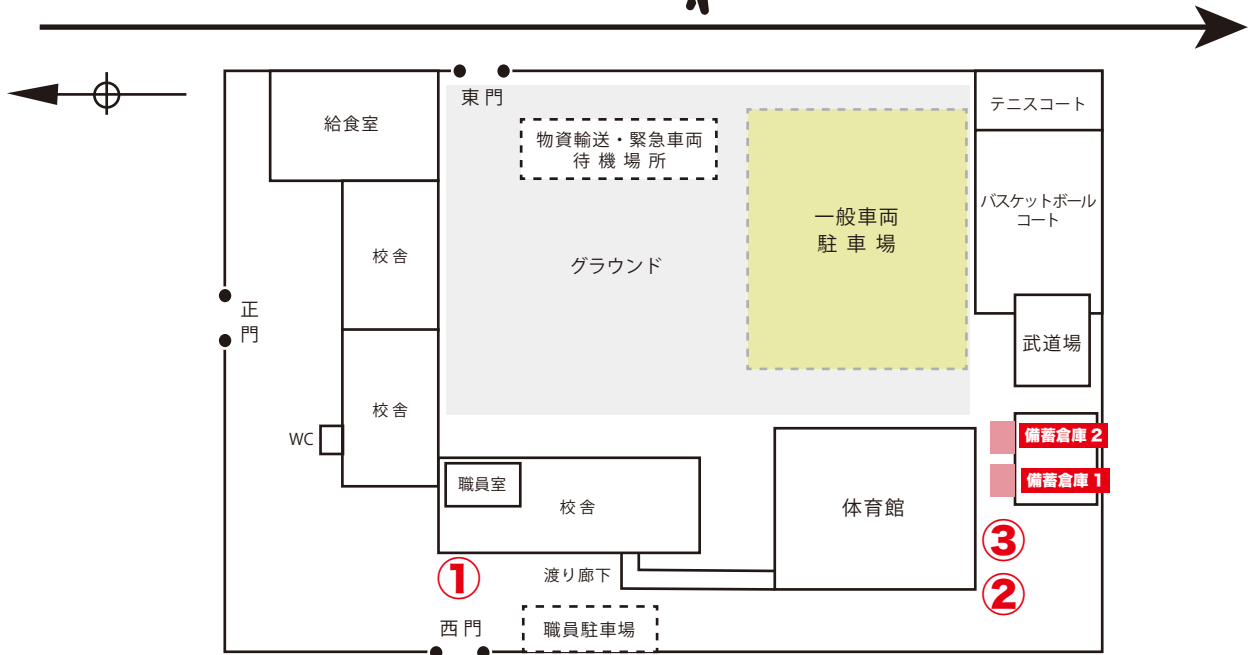 東門
テニスコート
給食室
物資輸送・緊急車両
待機場所
バスケットボール
コート
一般車両
駐車場
校舎
グラウンド
正
門
武道場
校舎
WC
備蓄倉庫2
備蓄倉庫1
職員室
校舎
体育館
③
①
渡り廊下
②
西門
職員駐車場